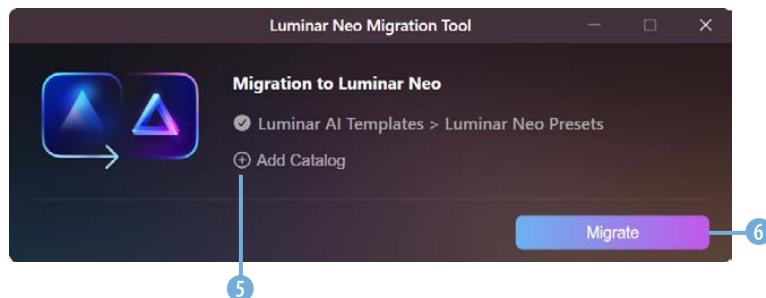 Luminar Neo Migration Tool
Migration to Luminar Neo
Luminar AI Templates > Luminar Neo Presets
Add Catalog
Migrate
6
5